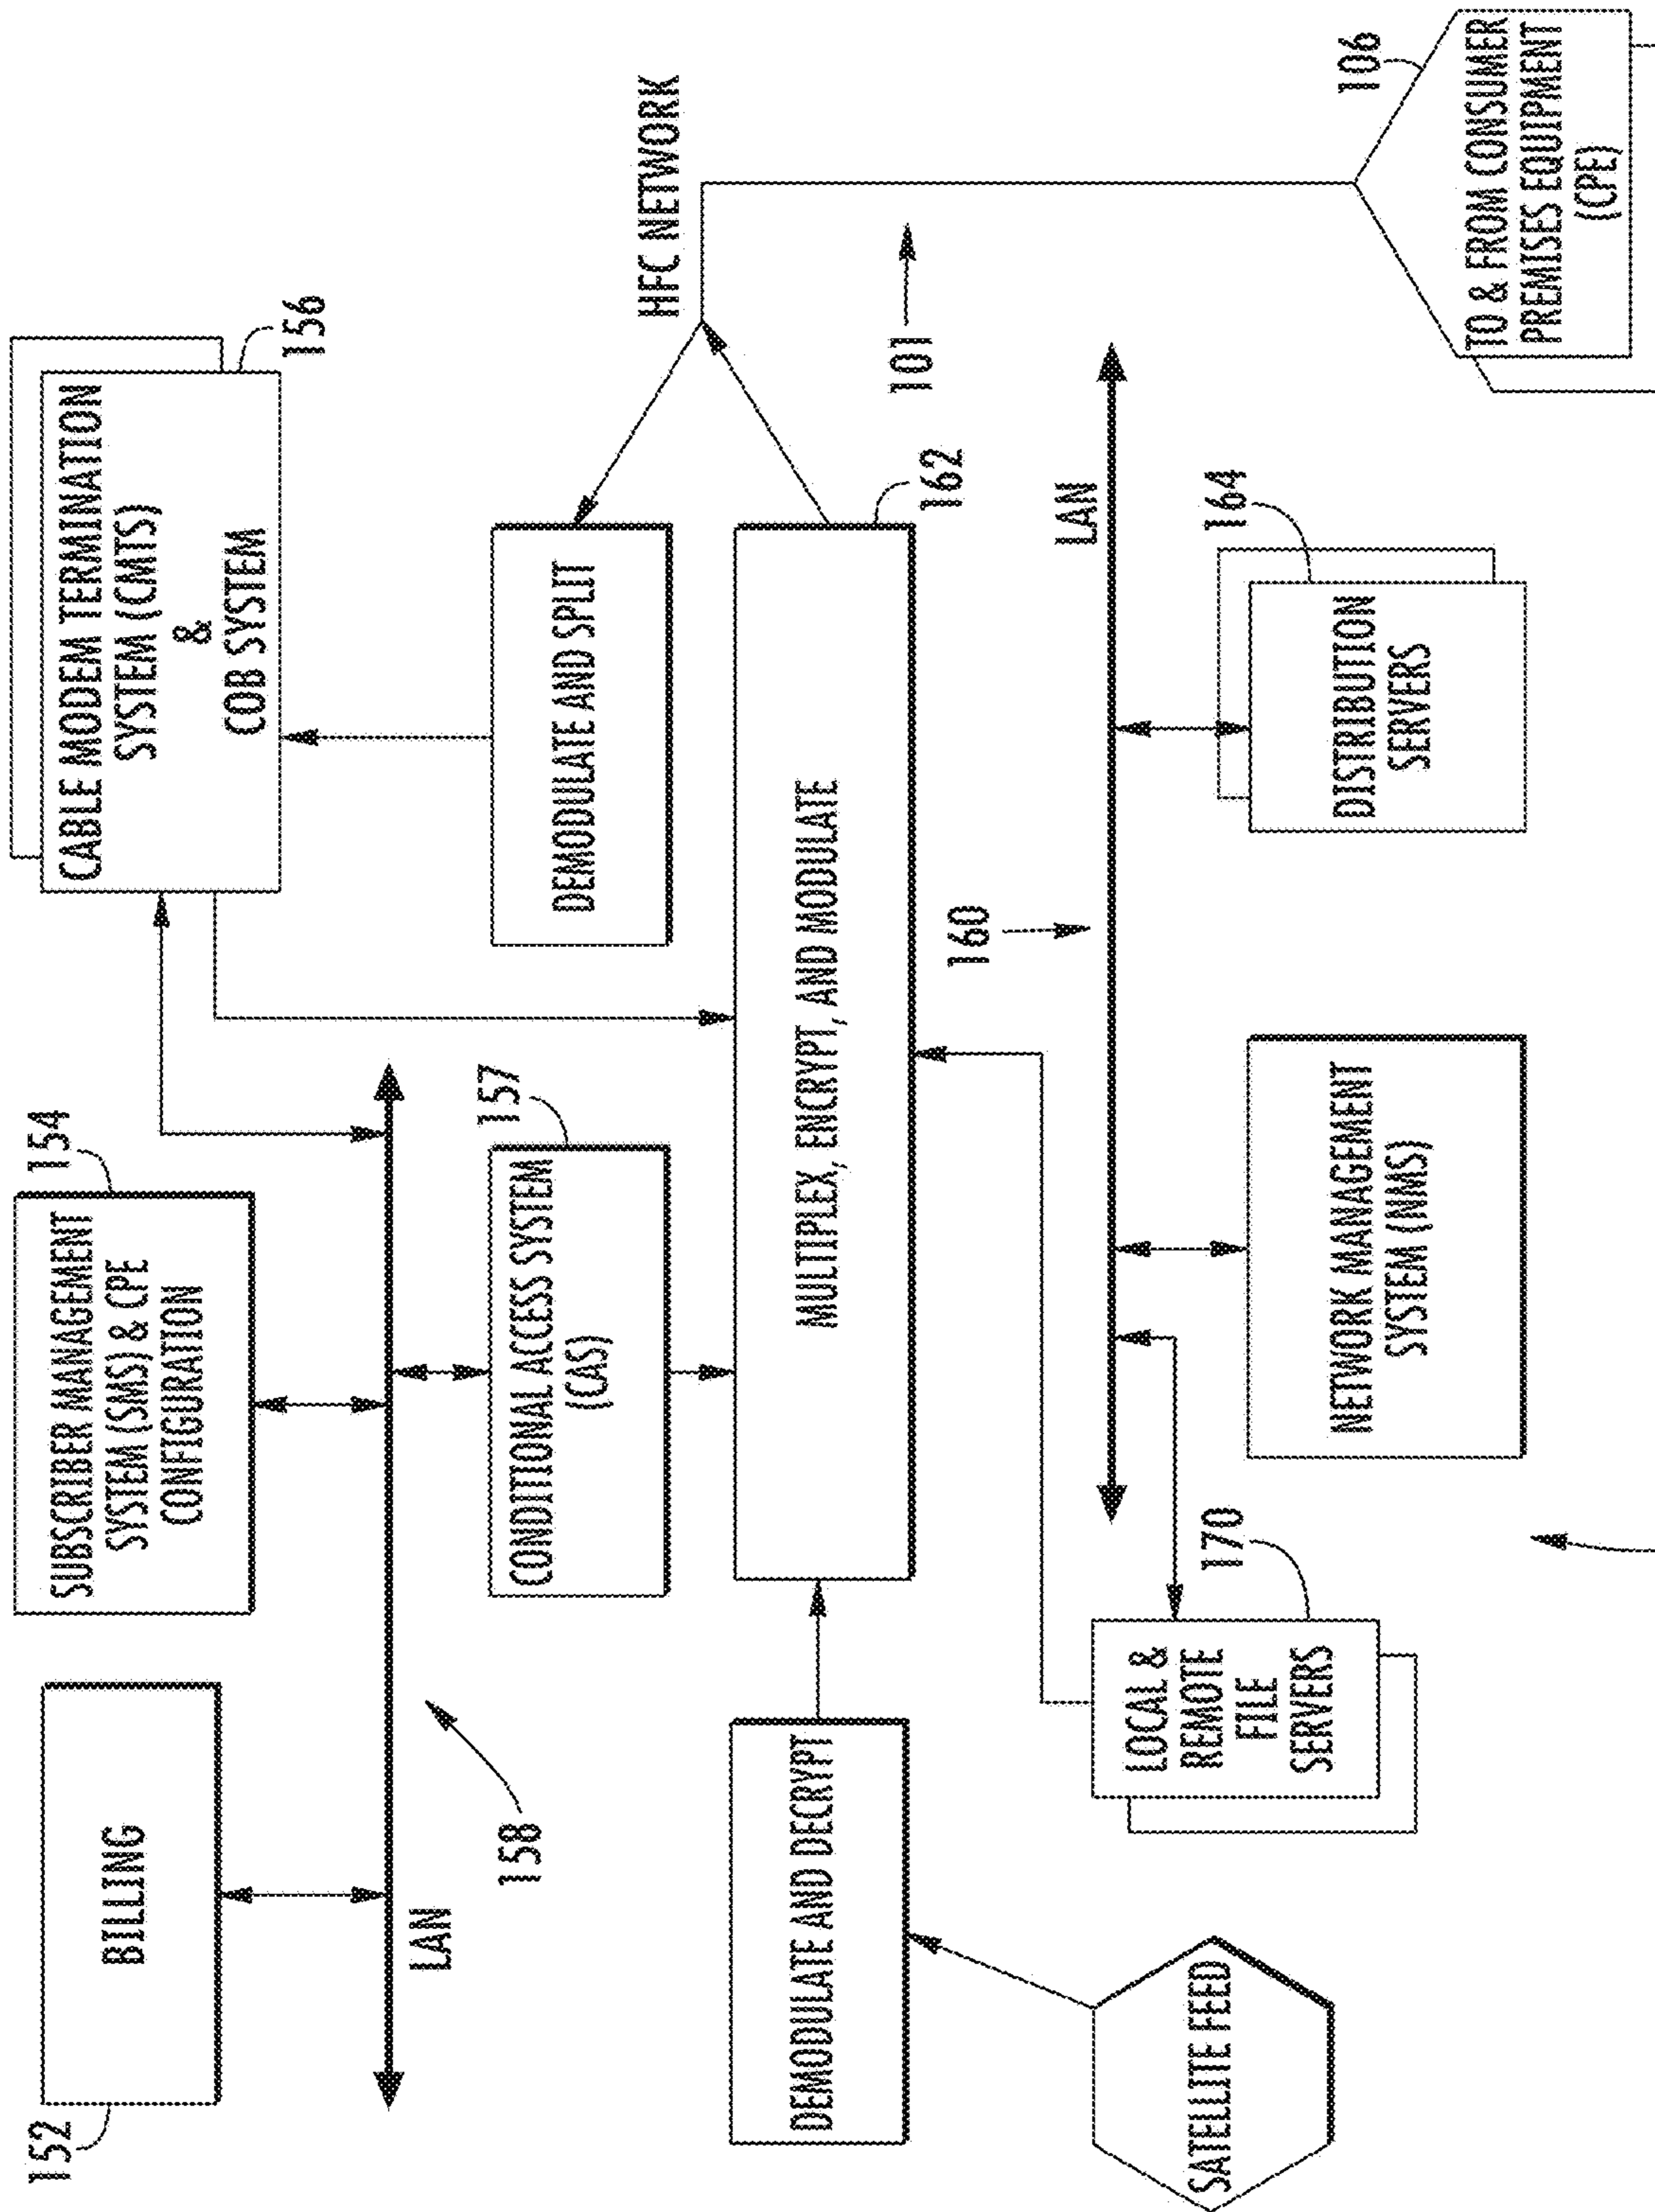 152
BILLING
154
SUBSCRIBER MANAGEMENT
SYSTEM (SMS) & CPE
CONFIGURATION
CABLE MODEM TERMINATION
SYSTEM (CMTS)
&
COB SYSTEM
156
LAN
158
157
CONDITIONAL ACCESS SYSTEM
(CAS)
DEMODULATE AND SPLIT
HFC NETWORK
DEMODULATE AND DECRYPT
MULTIPLEX, ENCRYPT, AND MODULATE
162
101
SATELLITE FEED
LOCAL &
REMOTE
FILE
SERVERS
170
160
LAN
NETWORK MANAGEMENT
SYSTEM (NMS)
164
DISTRIBUTION
SERVERS
106
TO & FROM CONSUMER
PREMISES EQUIPMENT
(CPE)